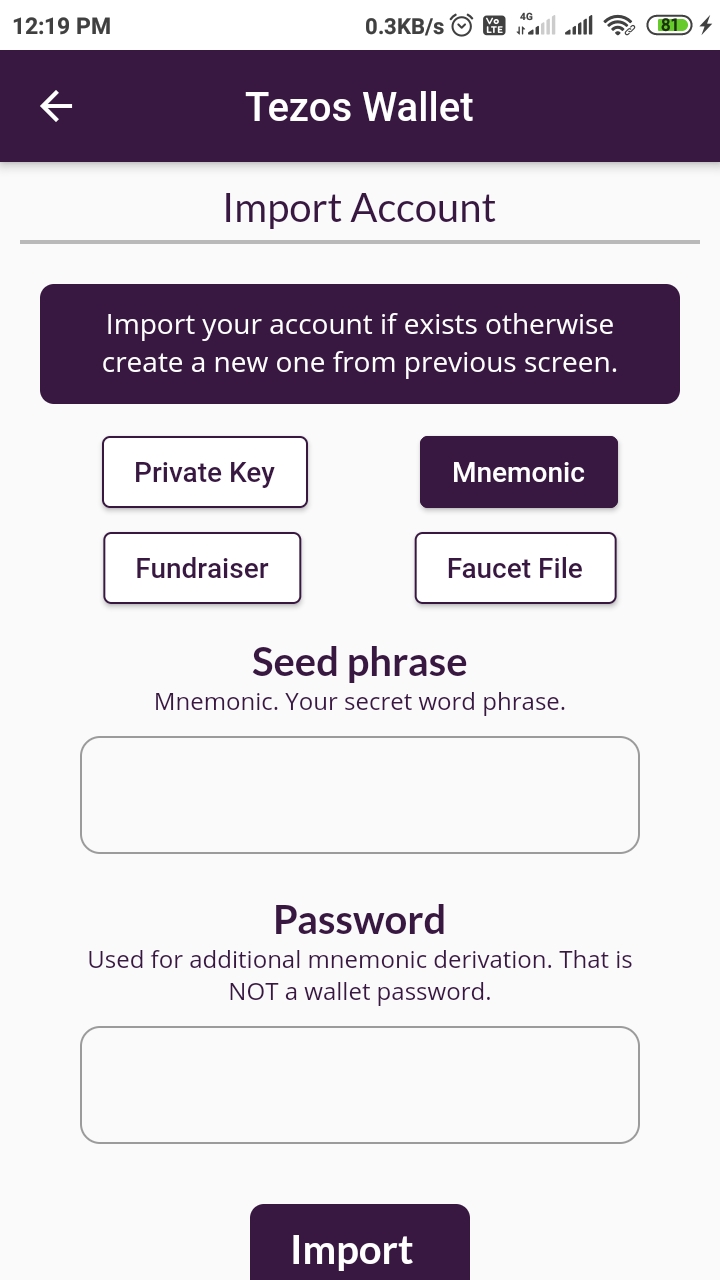 12:19 PM 0.3KB/s Vo LTE 4G 81
Tezos Wallet
Import Account
Import your account if exists otherwise
create a new one from previous screen.
Private Key Mnemonic
Fundraiser Faucet File
Seed phrase
Mnemonic. Your secret word phrase.
Password
Used for additional mnemonic derivation. That is
NOT a wallet password.
Import